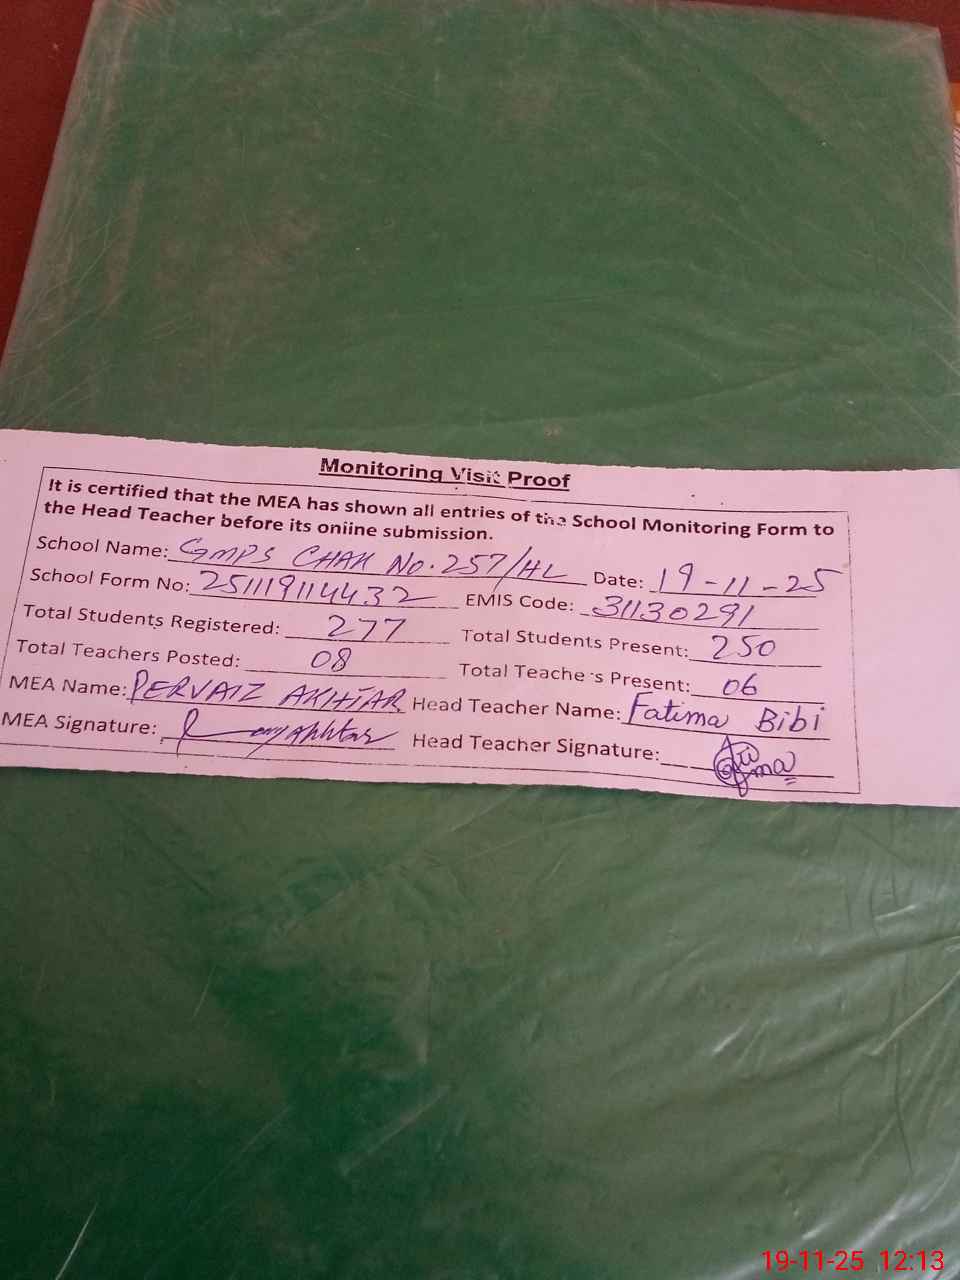 Monitoring Visit Proof
It is certified that the MEA has shown all entries of the School Monitoring Form to
the Head Teacher before its online submission.
School Name: GMPS CHAK No. 257/HL Date: 19-11-25
School Form No: 251119114432 EMIS Code: 31130291
Total Students Registered: 277 Total Students Present: 250
Total Teachers Posted: 08 Total Teachers Present: 06
MEA Name: PERVAIZ AKHTAR Head Teacher Name: Fatima Bibi
MEA Signature: Head Teacher Signature:
19-11-25 12:13